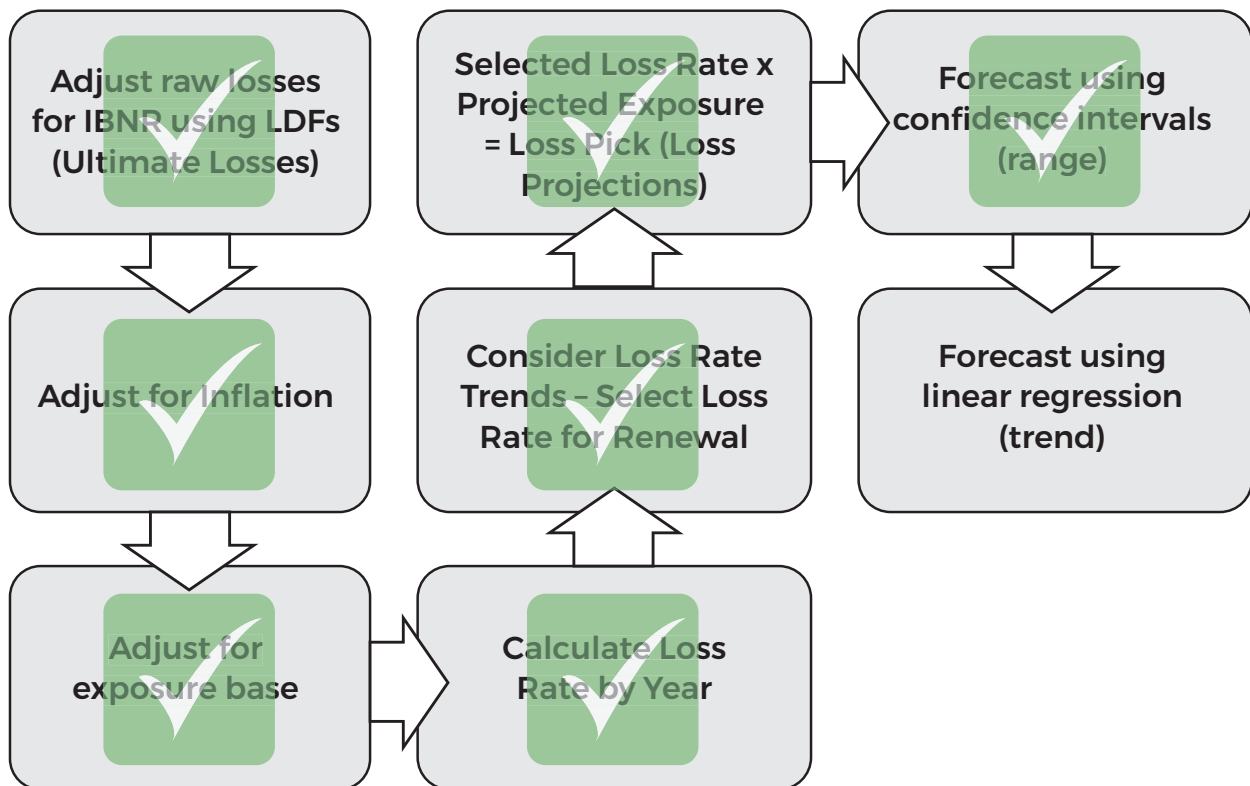 Adjust raw losses
for IBNR using LDFs
(Ultimate Losses)
Adjust for Inflation
Adjust for
exposure base
Calculate Loss
Rate by Year
Consider Loss Rate
Trends – Select Loss
Rate for Renewal
Selected Loss Rate x
Projected Exposure
= Loss Pick (Loss
Projections)
Forecast using
confidence intervals
(range)
Forecast using
linear regression
(trend)